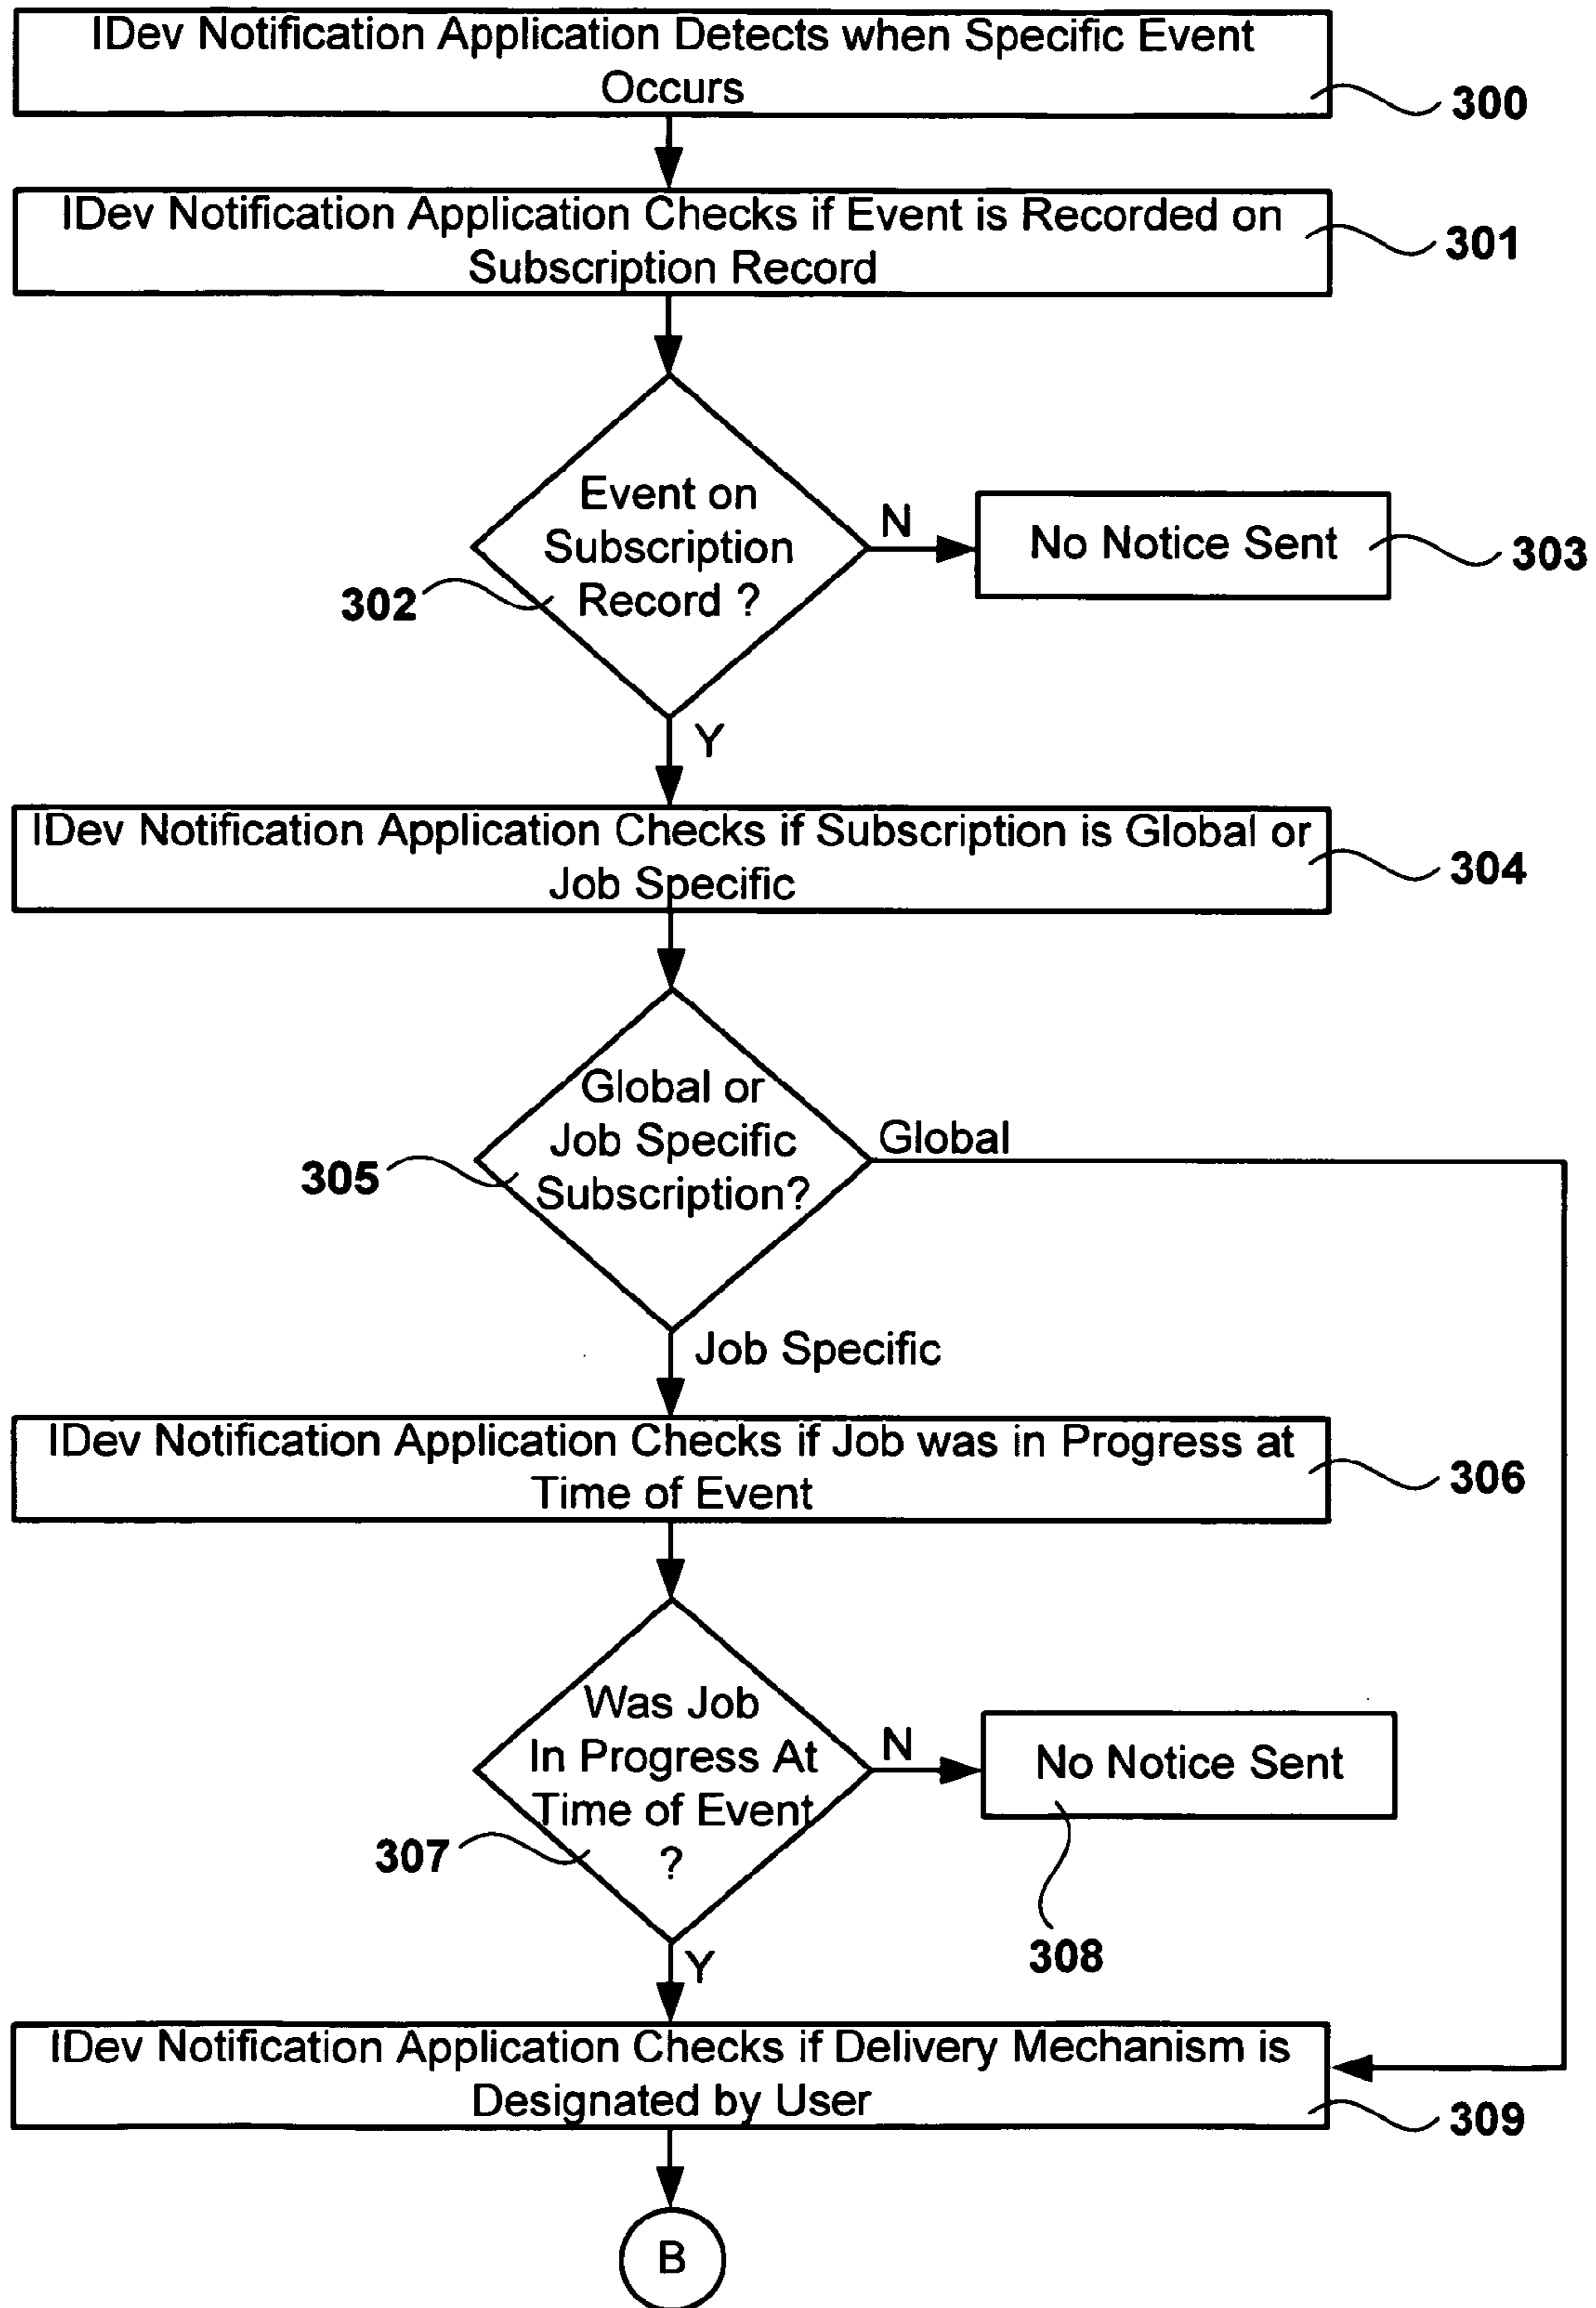 IDev Notification Application Detects when Specific Event
Occurs
300
IDev Notification Application Checks if Event is Recorded on
Subscription Record
301
Event on
Subscription
Record ?
302
N
No Notice Sent
303
Y
IDev Notification Application Checks if Subscription is Global or
Job Specific
304
Global or
Job Specific
Subscription?
305
Global
Job Specific
IDev Notification Application Checks if Job was in Progress at
Time of Event
306
Was Job
In Progress At
Time of Event
?
307
N
No Notice Sent
308
Y
IDev Notification Application Checks if Delivery Mechanism is
Designated by User
309
B